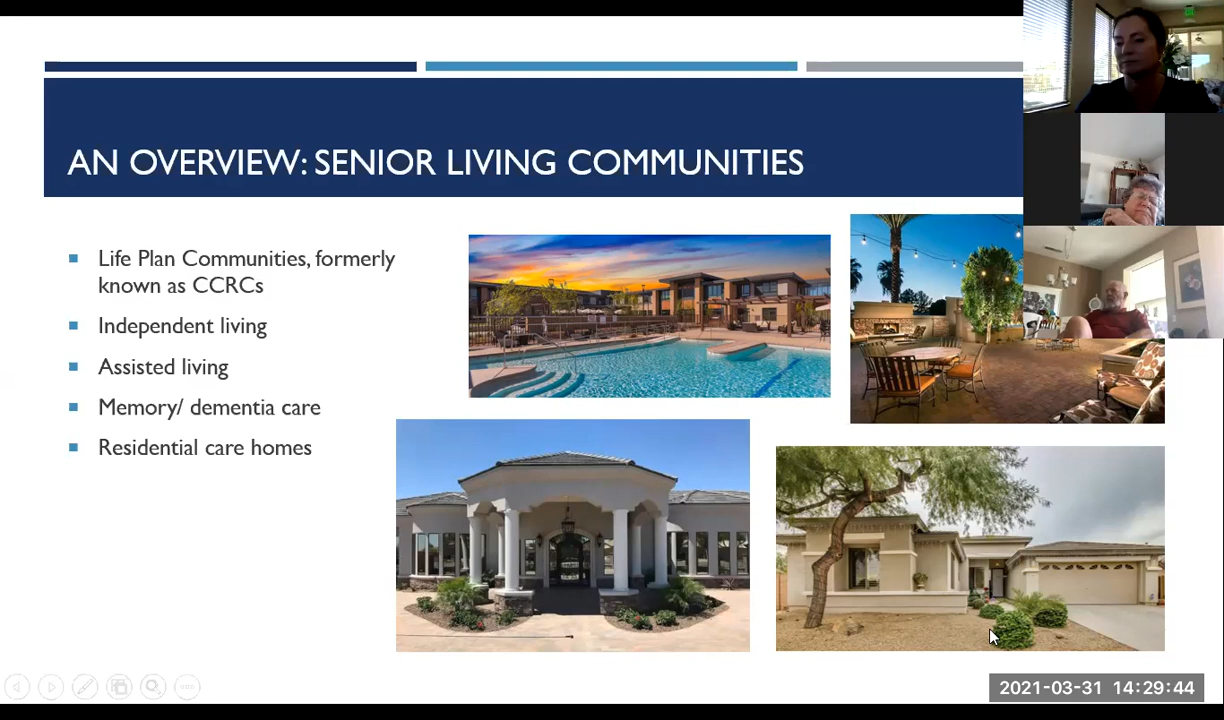 AN OVERVIEW: SENIOR LIVING COMMUNITIES
Life Plan Communities, formerly
known as CCRCs
Independent living
Assisted living
Memory/ dementia care
Residential care homes
2021-03-31 14:29:44